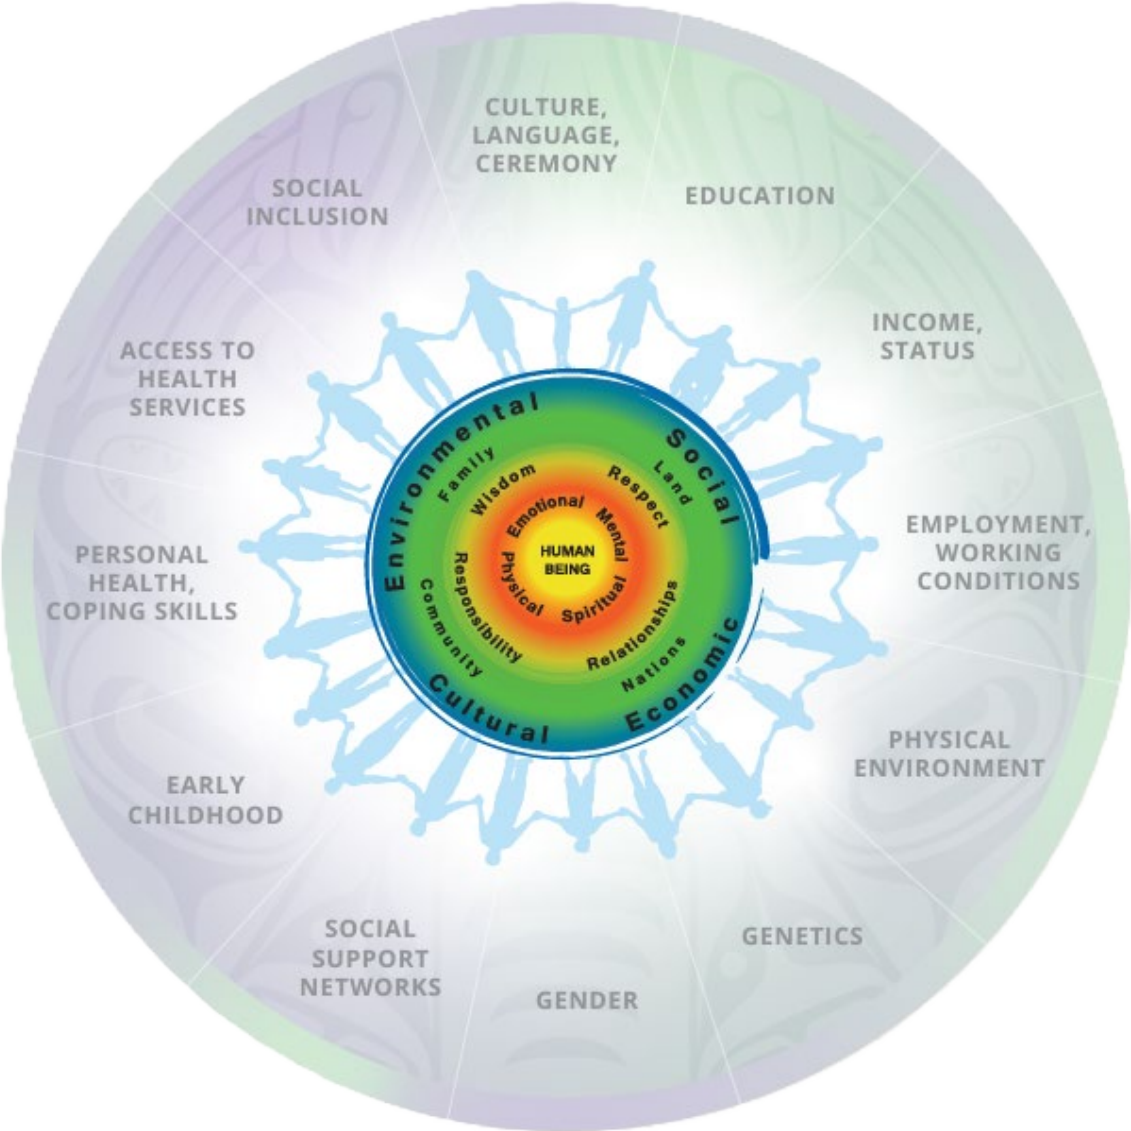 CULTURE,
LANGUAGE,
CEREMONY
EDUCATION
INCOME,
STATUS
EMPLOYMENT,
WORKING
CONDITIONS
PHYSICAL
ENVIRONMENT
GENETICS
GENDER
SOCIAL
SUPPORT
NETWORKS
EARLY
CHILDHOOD
PERSONAL
HEALTH,
COPING SKILLS
ACCESS TO
HEALTH
SERVICES
SOCIAL
INCLUSION
Environmental
Social
Economic
Cultural
Family
Land
Nations
Community
Wisdom
Respect
Relationships
Responsibility
Emotional
Mental
Spiritual
Physical
HUMAN
BEING